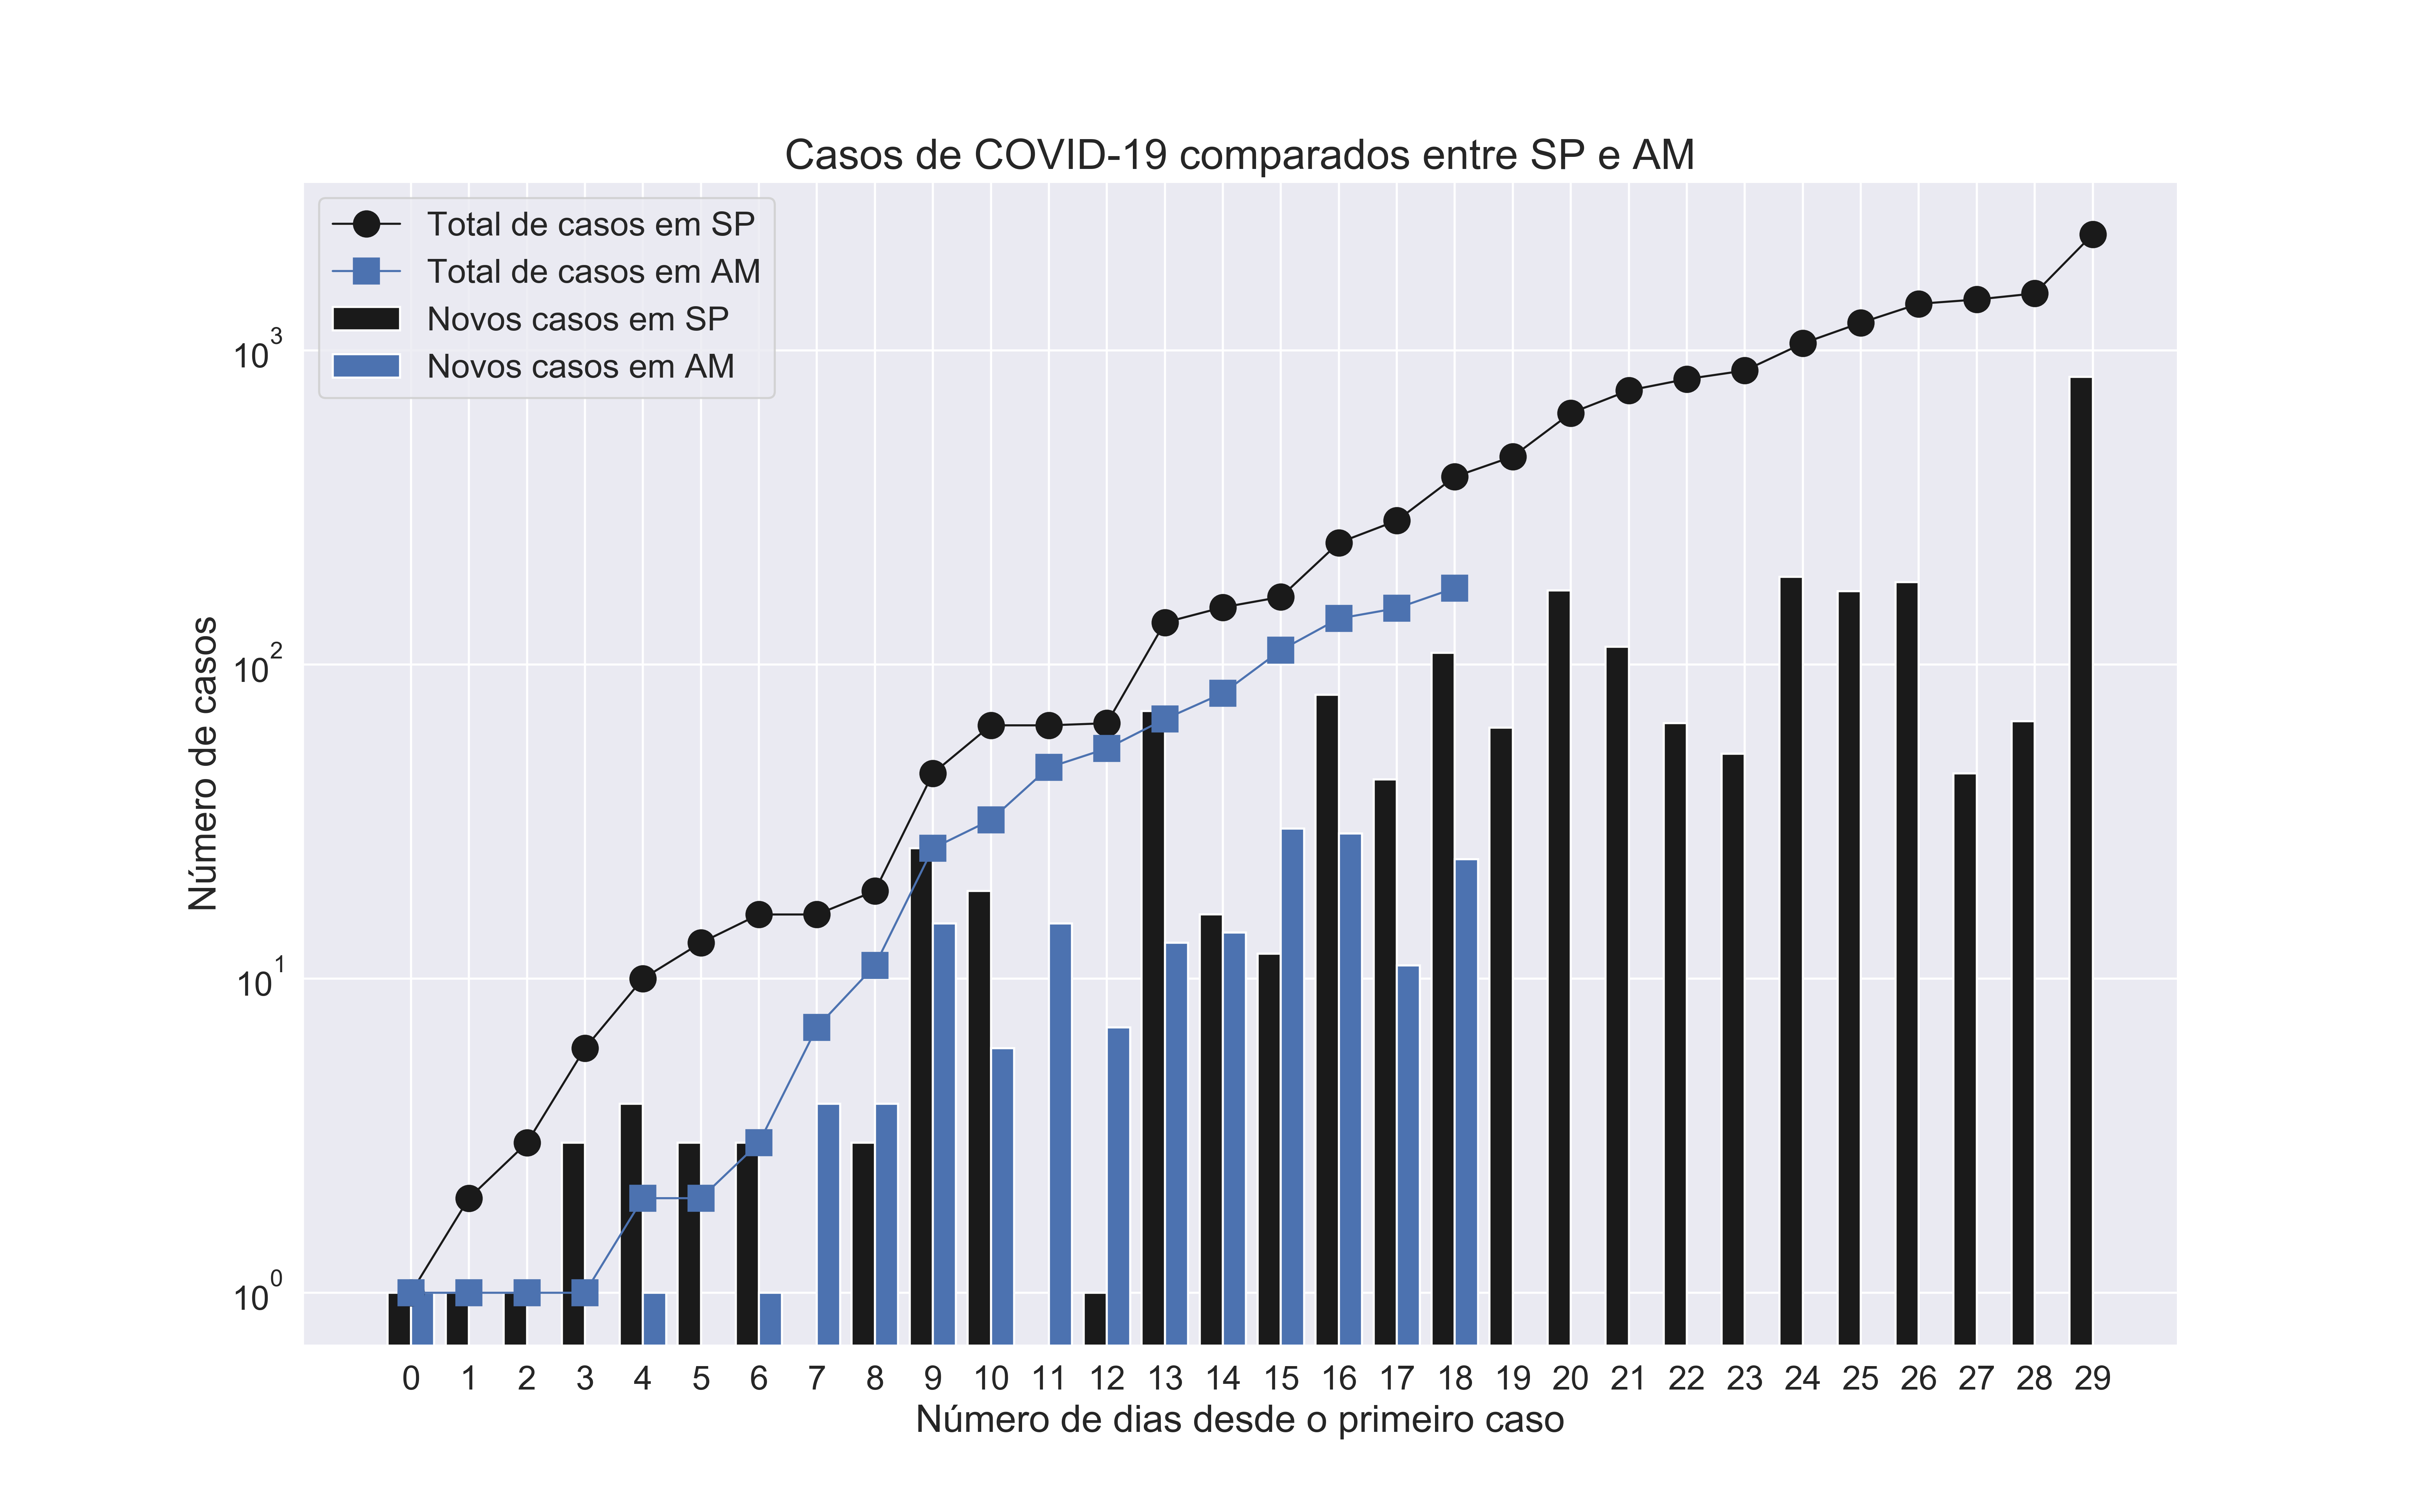 Casos de COVID-19 comparados entre SP e AM
Total de casos em SP
Total de casos em AM
Novos casos em SP
Novos casos em AM
Número de casos
10³
10²
10¹
10⁰
0 1 2 3 4 5 6 7 8 9 10 11 12 13 14 15 16 17 18 19 20 21 22 23 24 25 26 27 28 29
Número de dias desde o primeiro caso